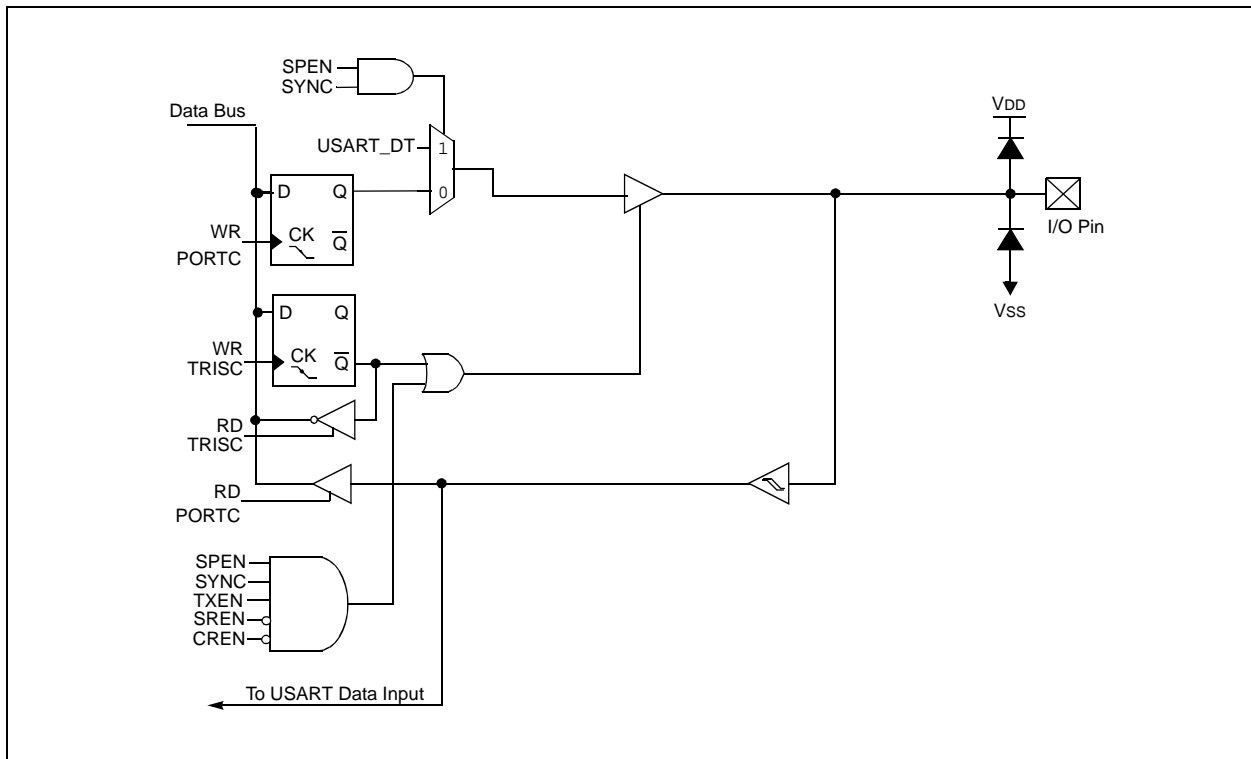 SPEN
SYNC
Data Bus
USART_DT
1
0
D Q
CK Q̅
WR
PORTC
VDD
I/O Pin
VSS
D Q
CK Q̅
WR
TRISC
RD
TRISC
RD
PORTC
SPEN
SYNC
TXEN
SREN
CREN
To USART Data Input